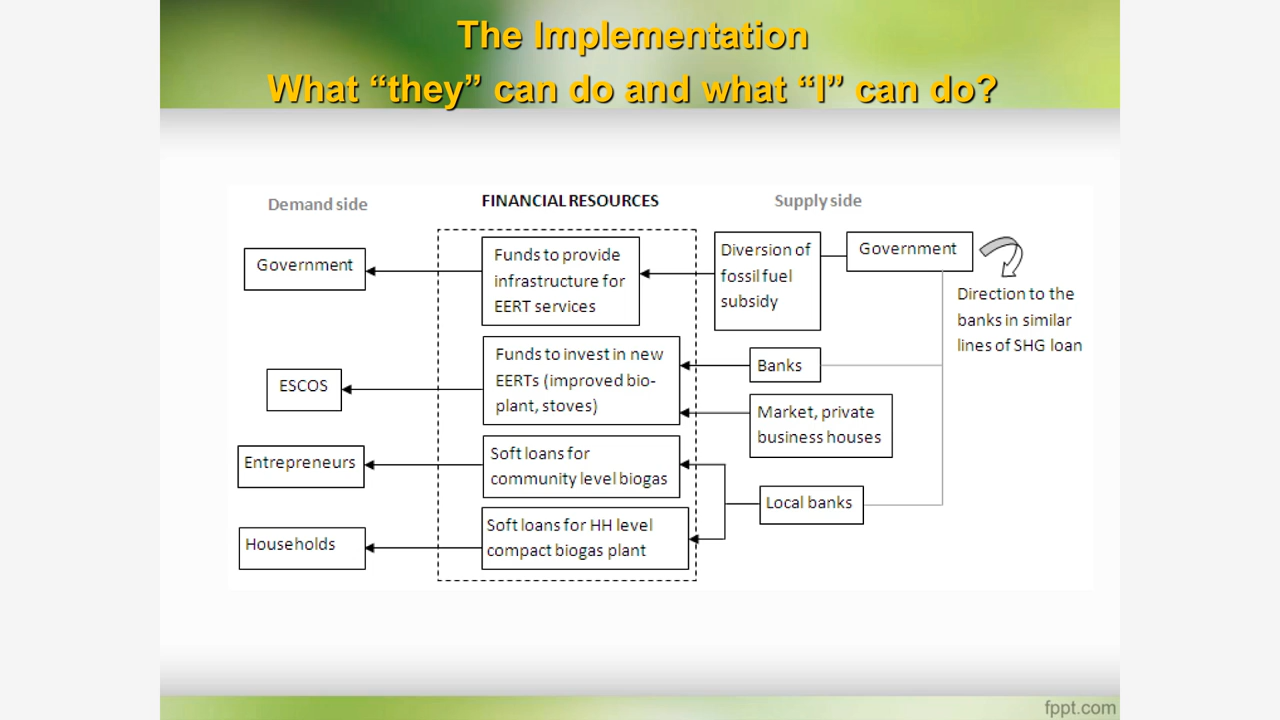 The Implementation
What “they” can do and what “I” can do?
Demand side
FINANCIAL RESOURCES
Supply side
Government
Funds to provide
infrastructure for
EERT services
Diversion of
fossil fuel
subsidy
Government
Direction to the
banks in similar
lines of SHG loan
ESCOS
Funds to invest in new
EERTs (improved bio-
plant, stoves)
Banks
Market, private
business houses
Entrepreneurs
Soft loans for
community level biogas
Local banks
Households
Soft loans for HH level
compact biogas plant
fppt.com